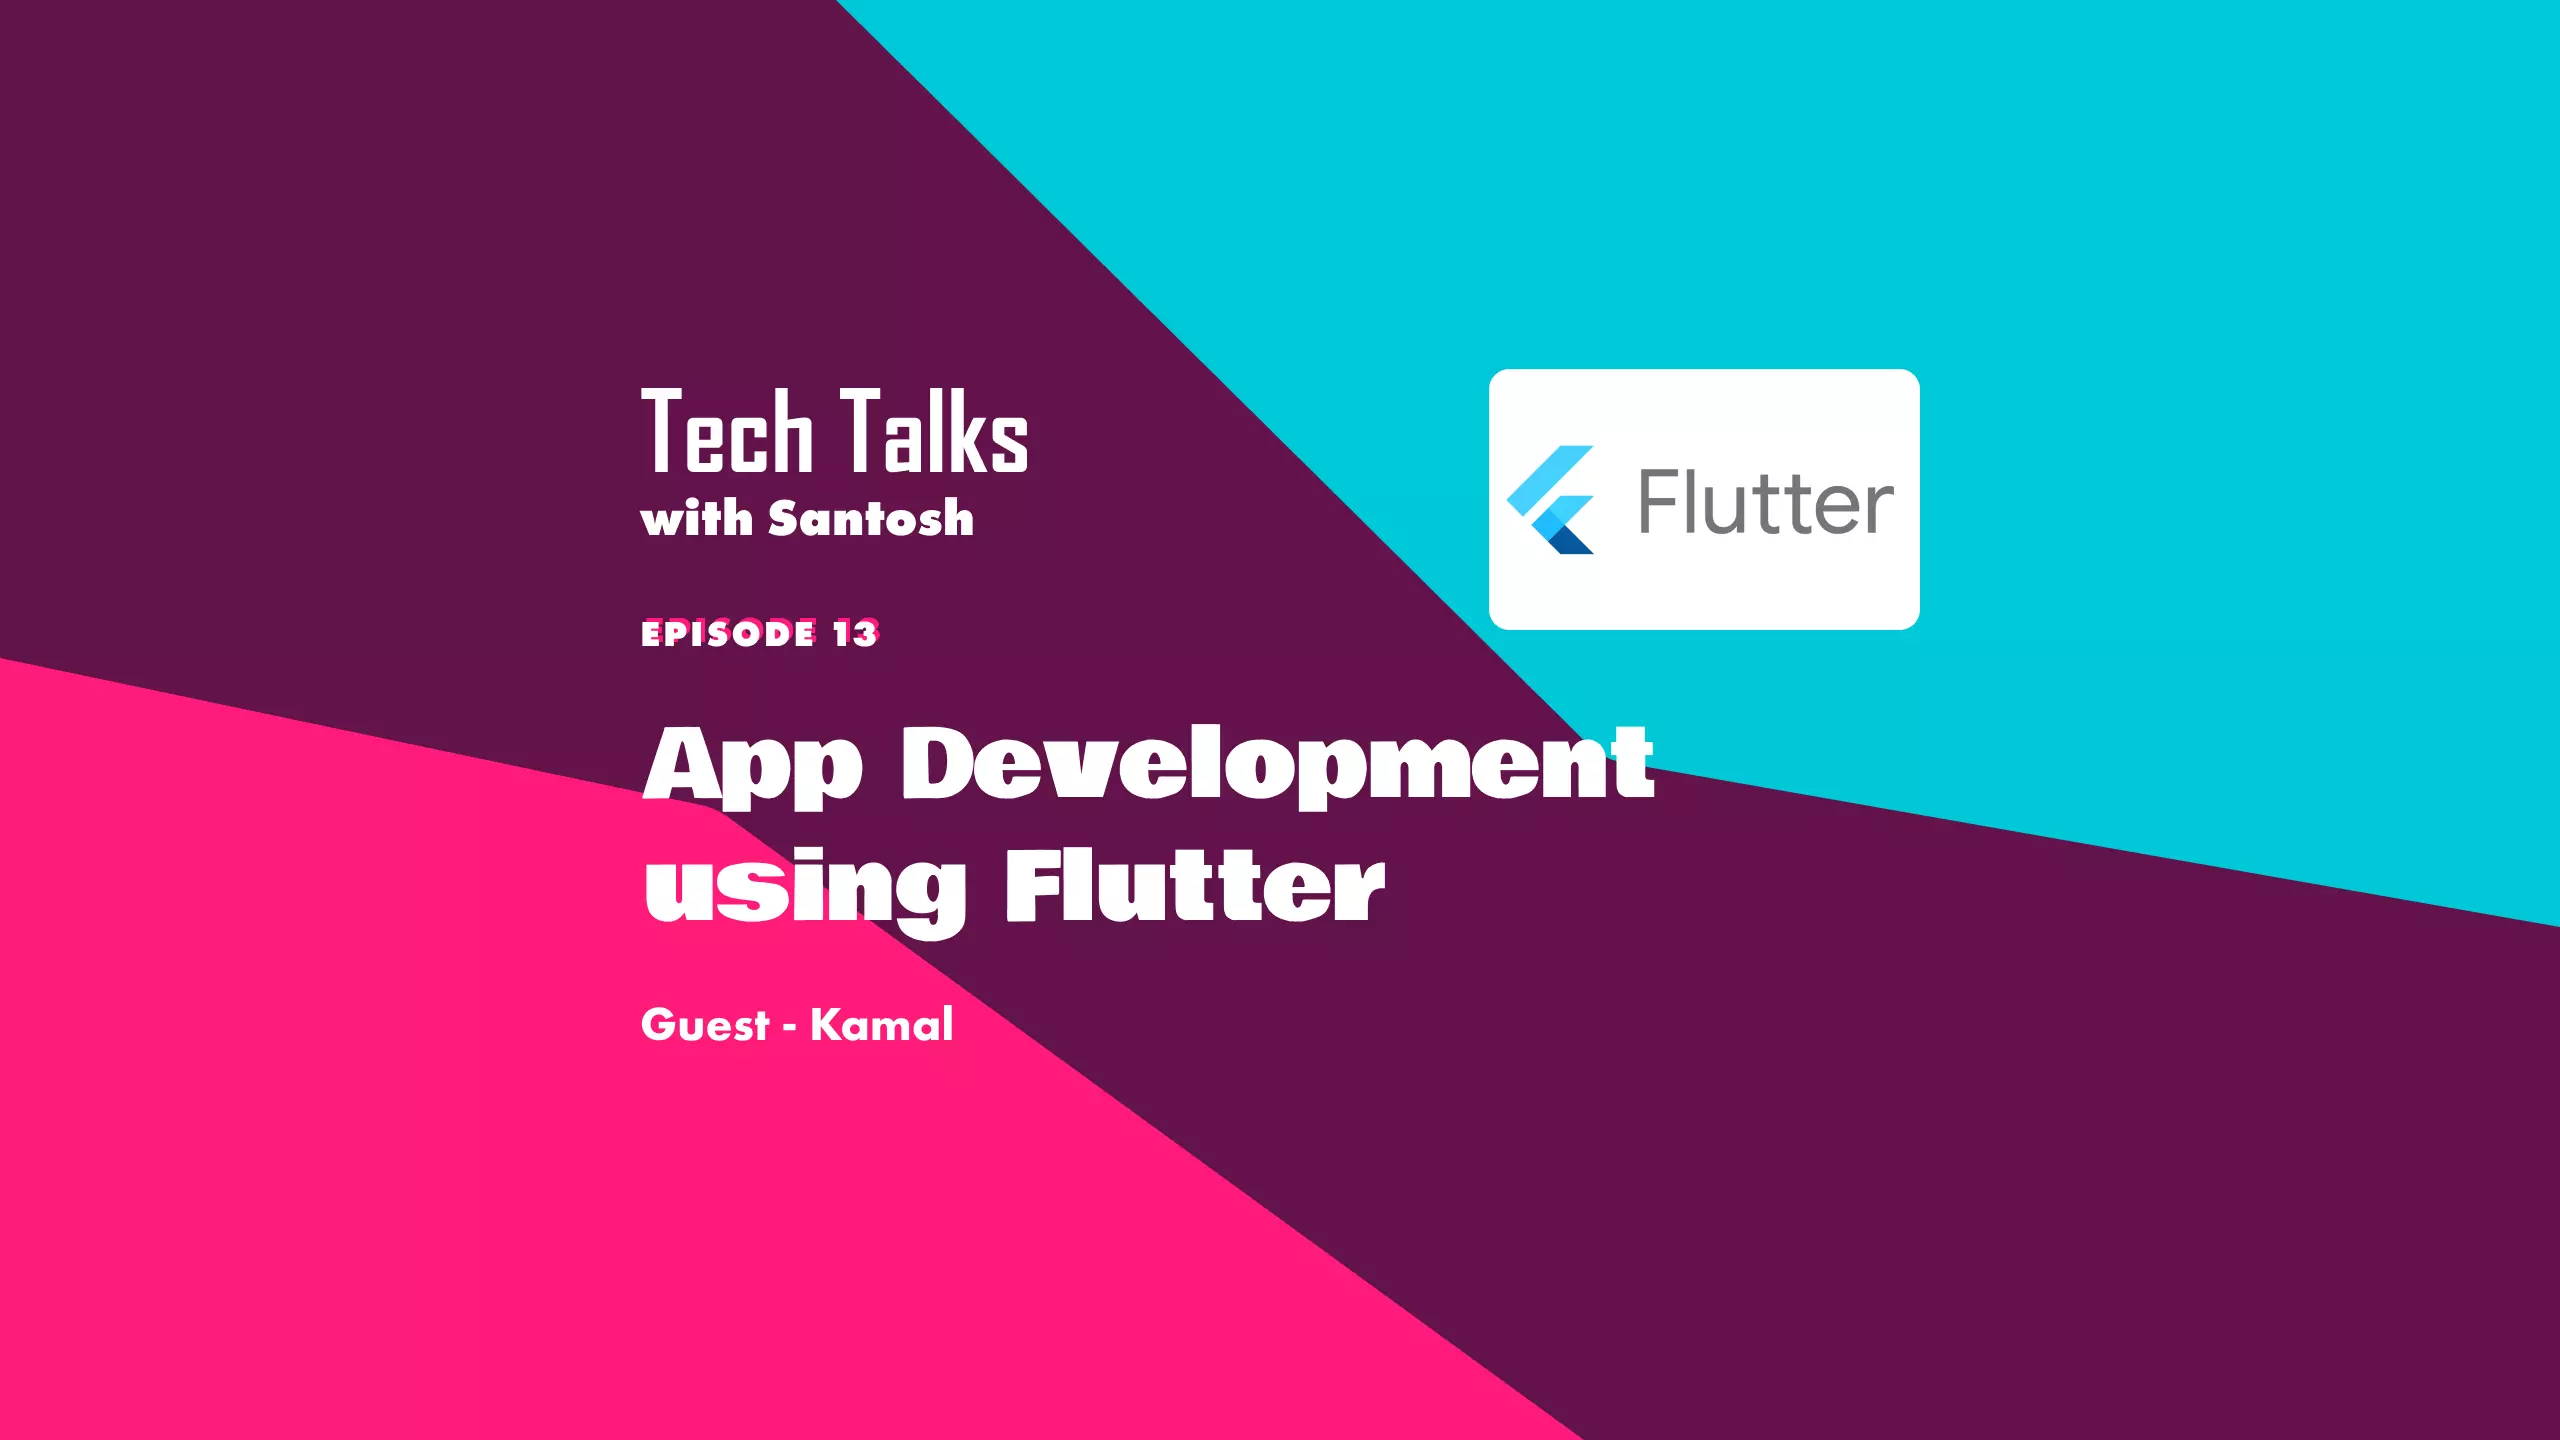 Tech Talks
with Santosh
EPISODE 13
Flutter
App Development
using Flutter
Guest - Kamal